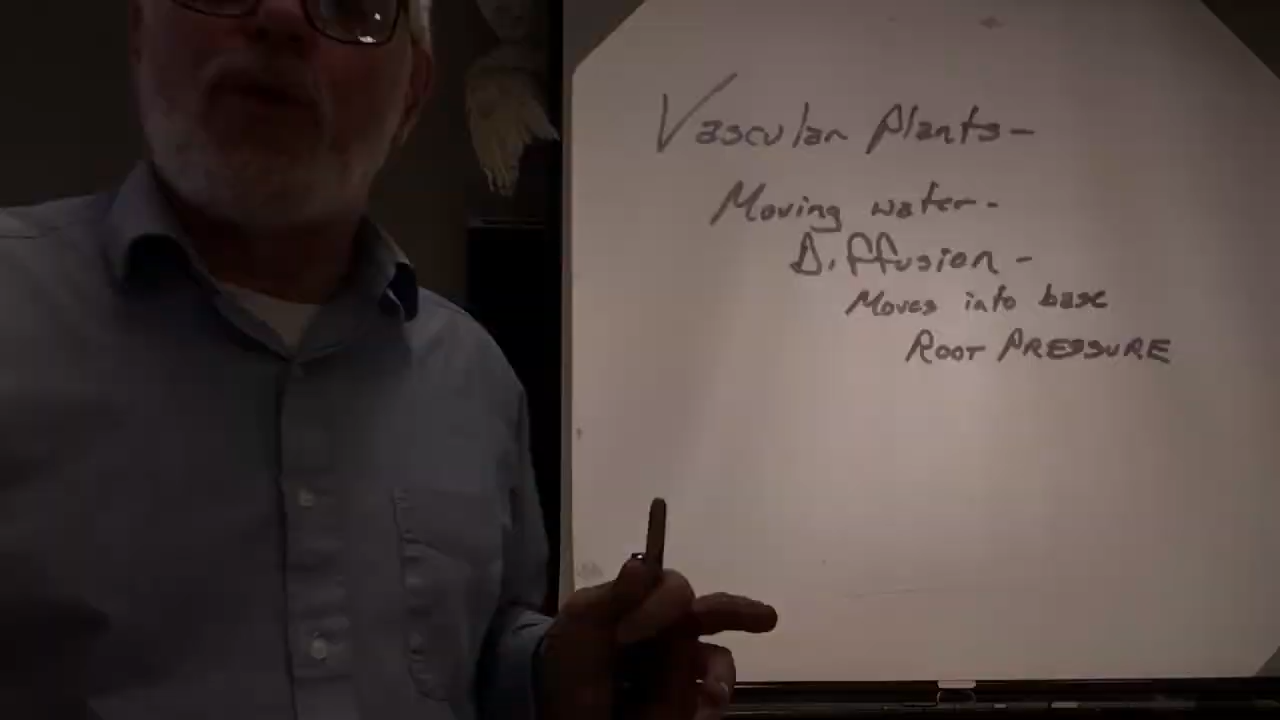 Vascular Plants-
Moving water-
Diffusion-
Moves into base
ROOT PRESSURE